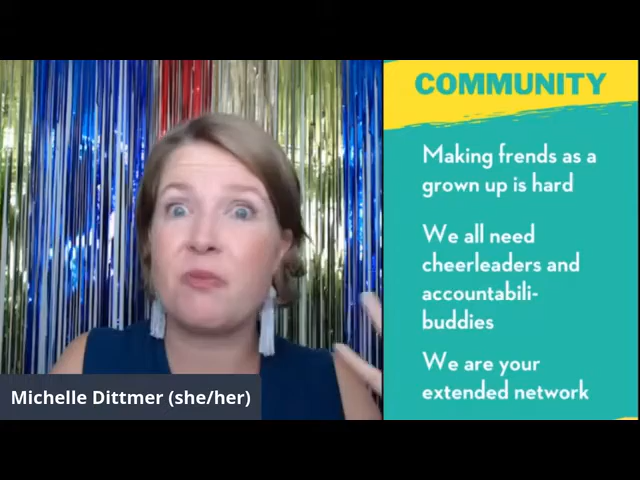 COMMUNITY
Making frends as a
grown up is hard
We all need
cheerleaders and
accountabili-
buddies
We are your
extended network
Michelle Dittmer (she/her)